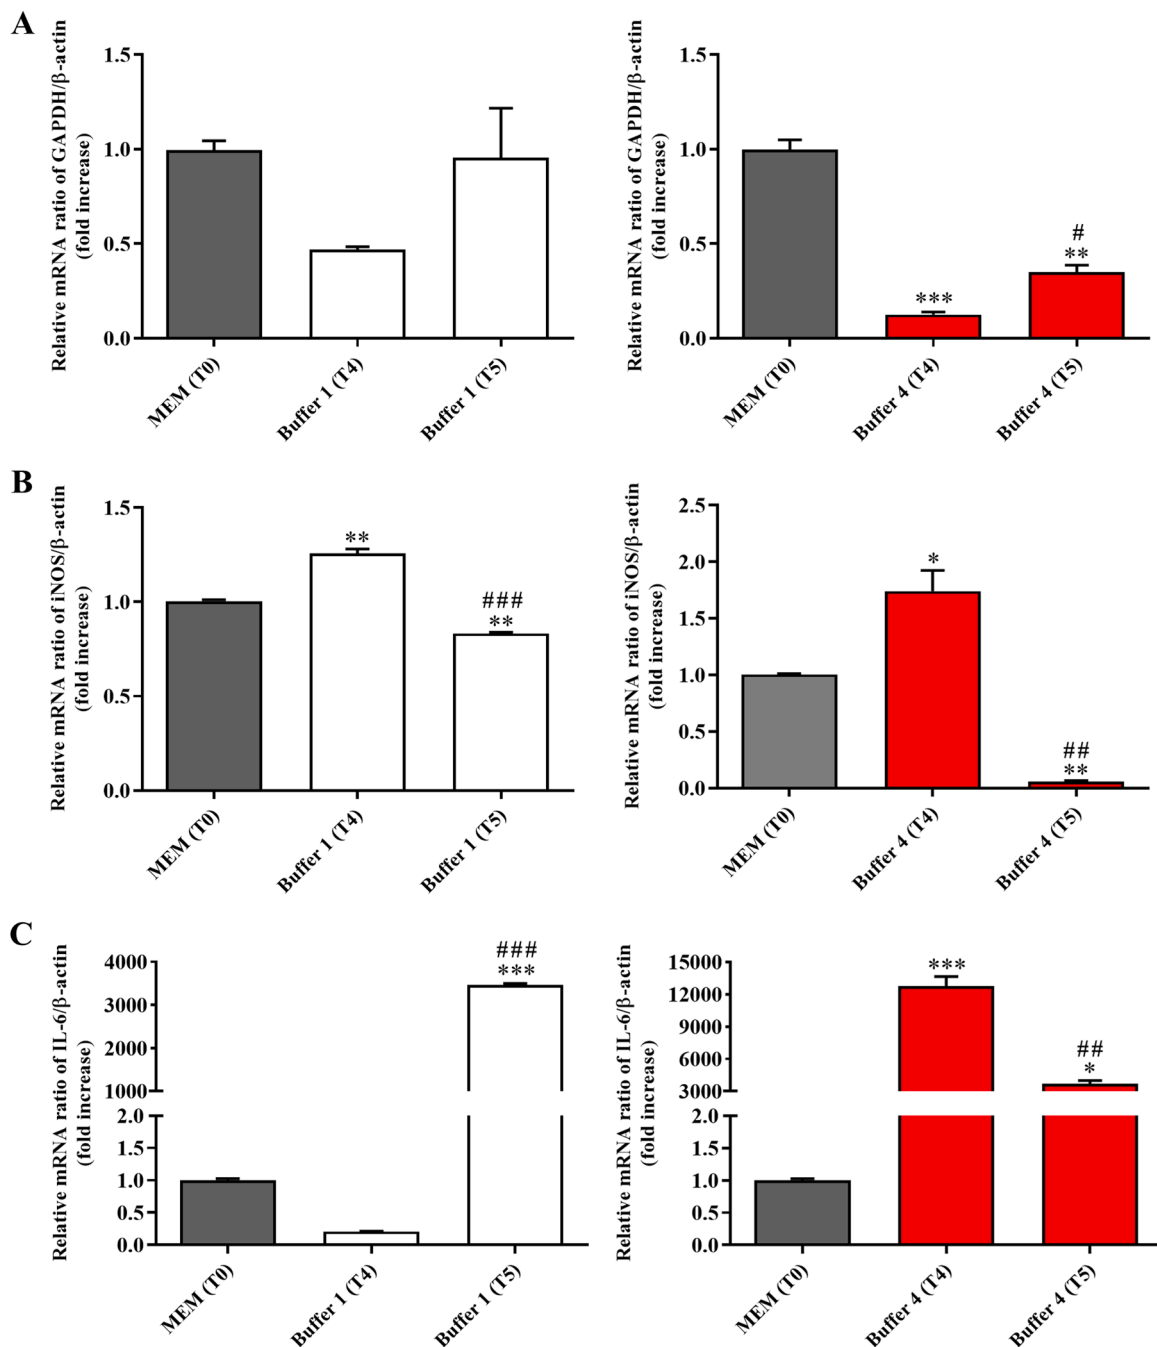 A
Relative mRNA ratio of GAPDH/β-actin
(fold increase)
1.5
1.0
0.5
0.0
MEM (T0)
Buffer 1 (T4)
Buffer 1 (T5)
Relative mRNA ratio of GAPDH/β-actin
(fold increase)
1.5
1.0
0.5
0.0
***
#
**
MEM (T0)
Buffer 4 (T4)
Buffer 4 (T5)
B
Relative mRNA ratio of iNOS/β-actin
(fold increase)
1.5
1.0
0.5
0.0
**
###
**
MEM (T0)
Buffer 1 (T4)
Buffer 1 (T5)
Relative mRNA ratio of iNOS/β-actin
(fold increase)
2.5
2.0
1.5
1.0
0.5
0.0
*
##
**
MEM (T0)
Buffer 4 (T4)
Buffer 4 (T5)
C
Relative mRNA ratio of IL-6/β-actin
(fold increase)
4000
3000
2000
1000
2.0
1.5
1.0
0.5
0.0
###
***
MEM (T0)
Buffer 1 (T4)
Buffer 1 (T5)
Relative mRNA ratio of IL-6/β-actin
(fold increase)
15000
12000
9000
6000
3000
2.0
1.5
1.0
0.5
0.0
***
##
*
MEM (T0)
Buffer 4 (T4)
Buffer 4 (T5)